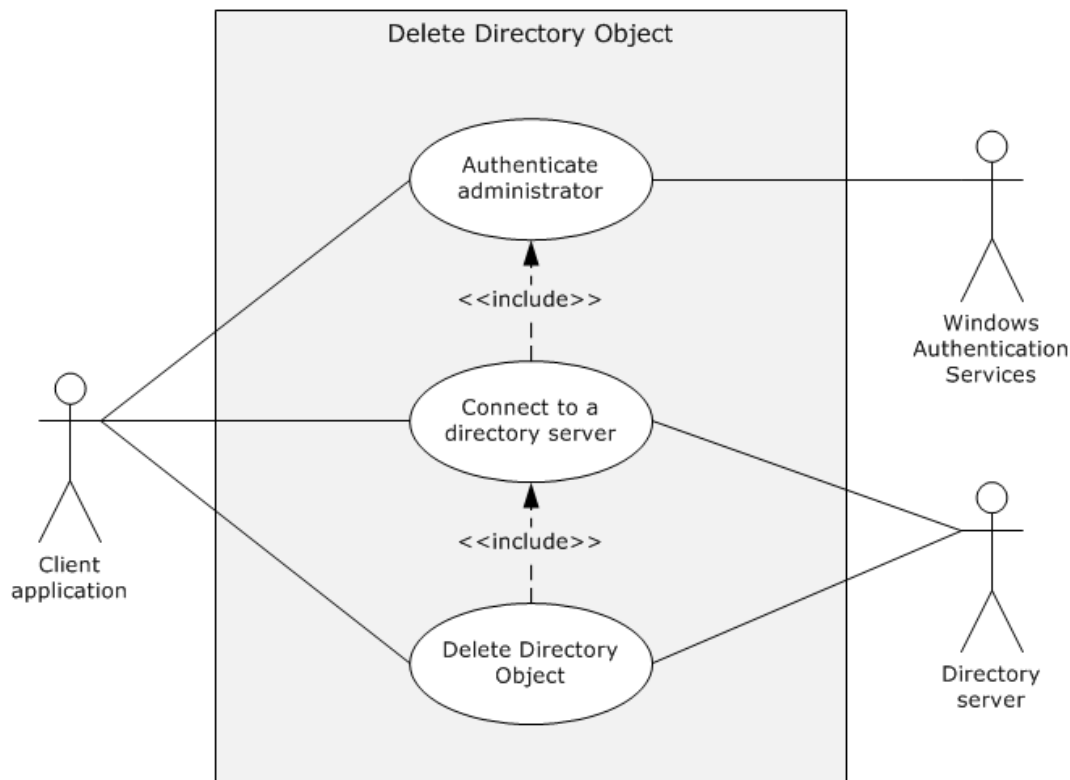 Delete Directory Object
Authenticate
administrator
<<include>>
Windows
Authentication
Services
Connect to a
directory server
Client
application
<<include>>
Delete Directory
Object
Directory
server